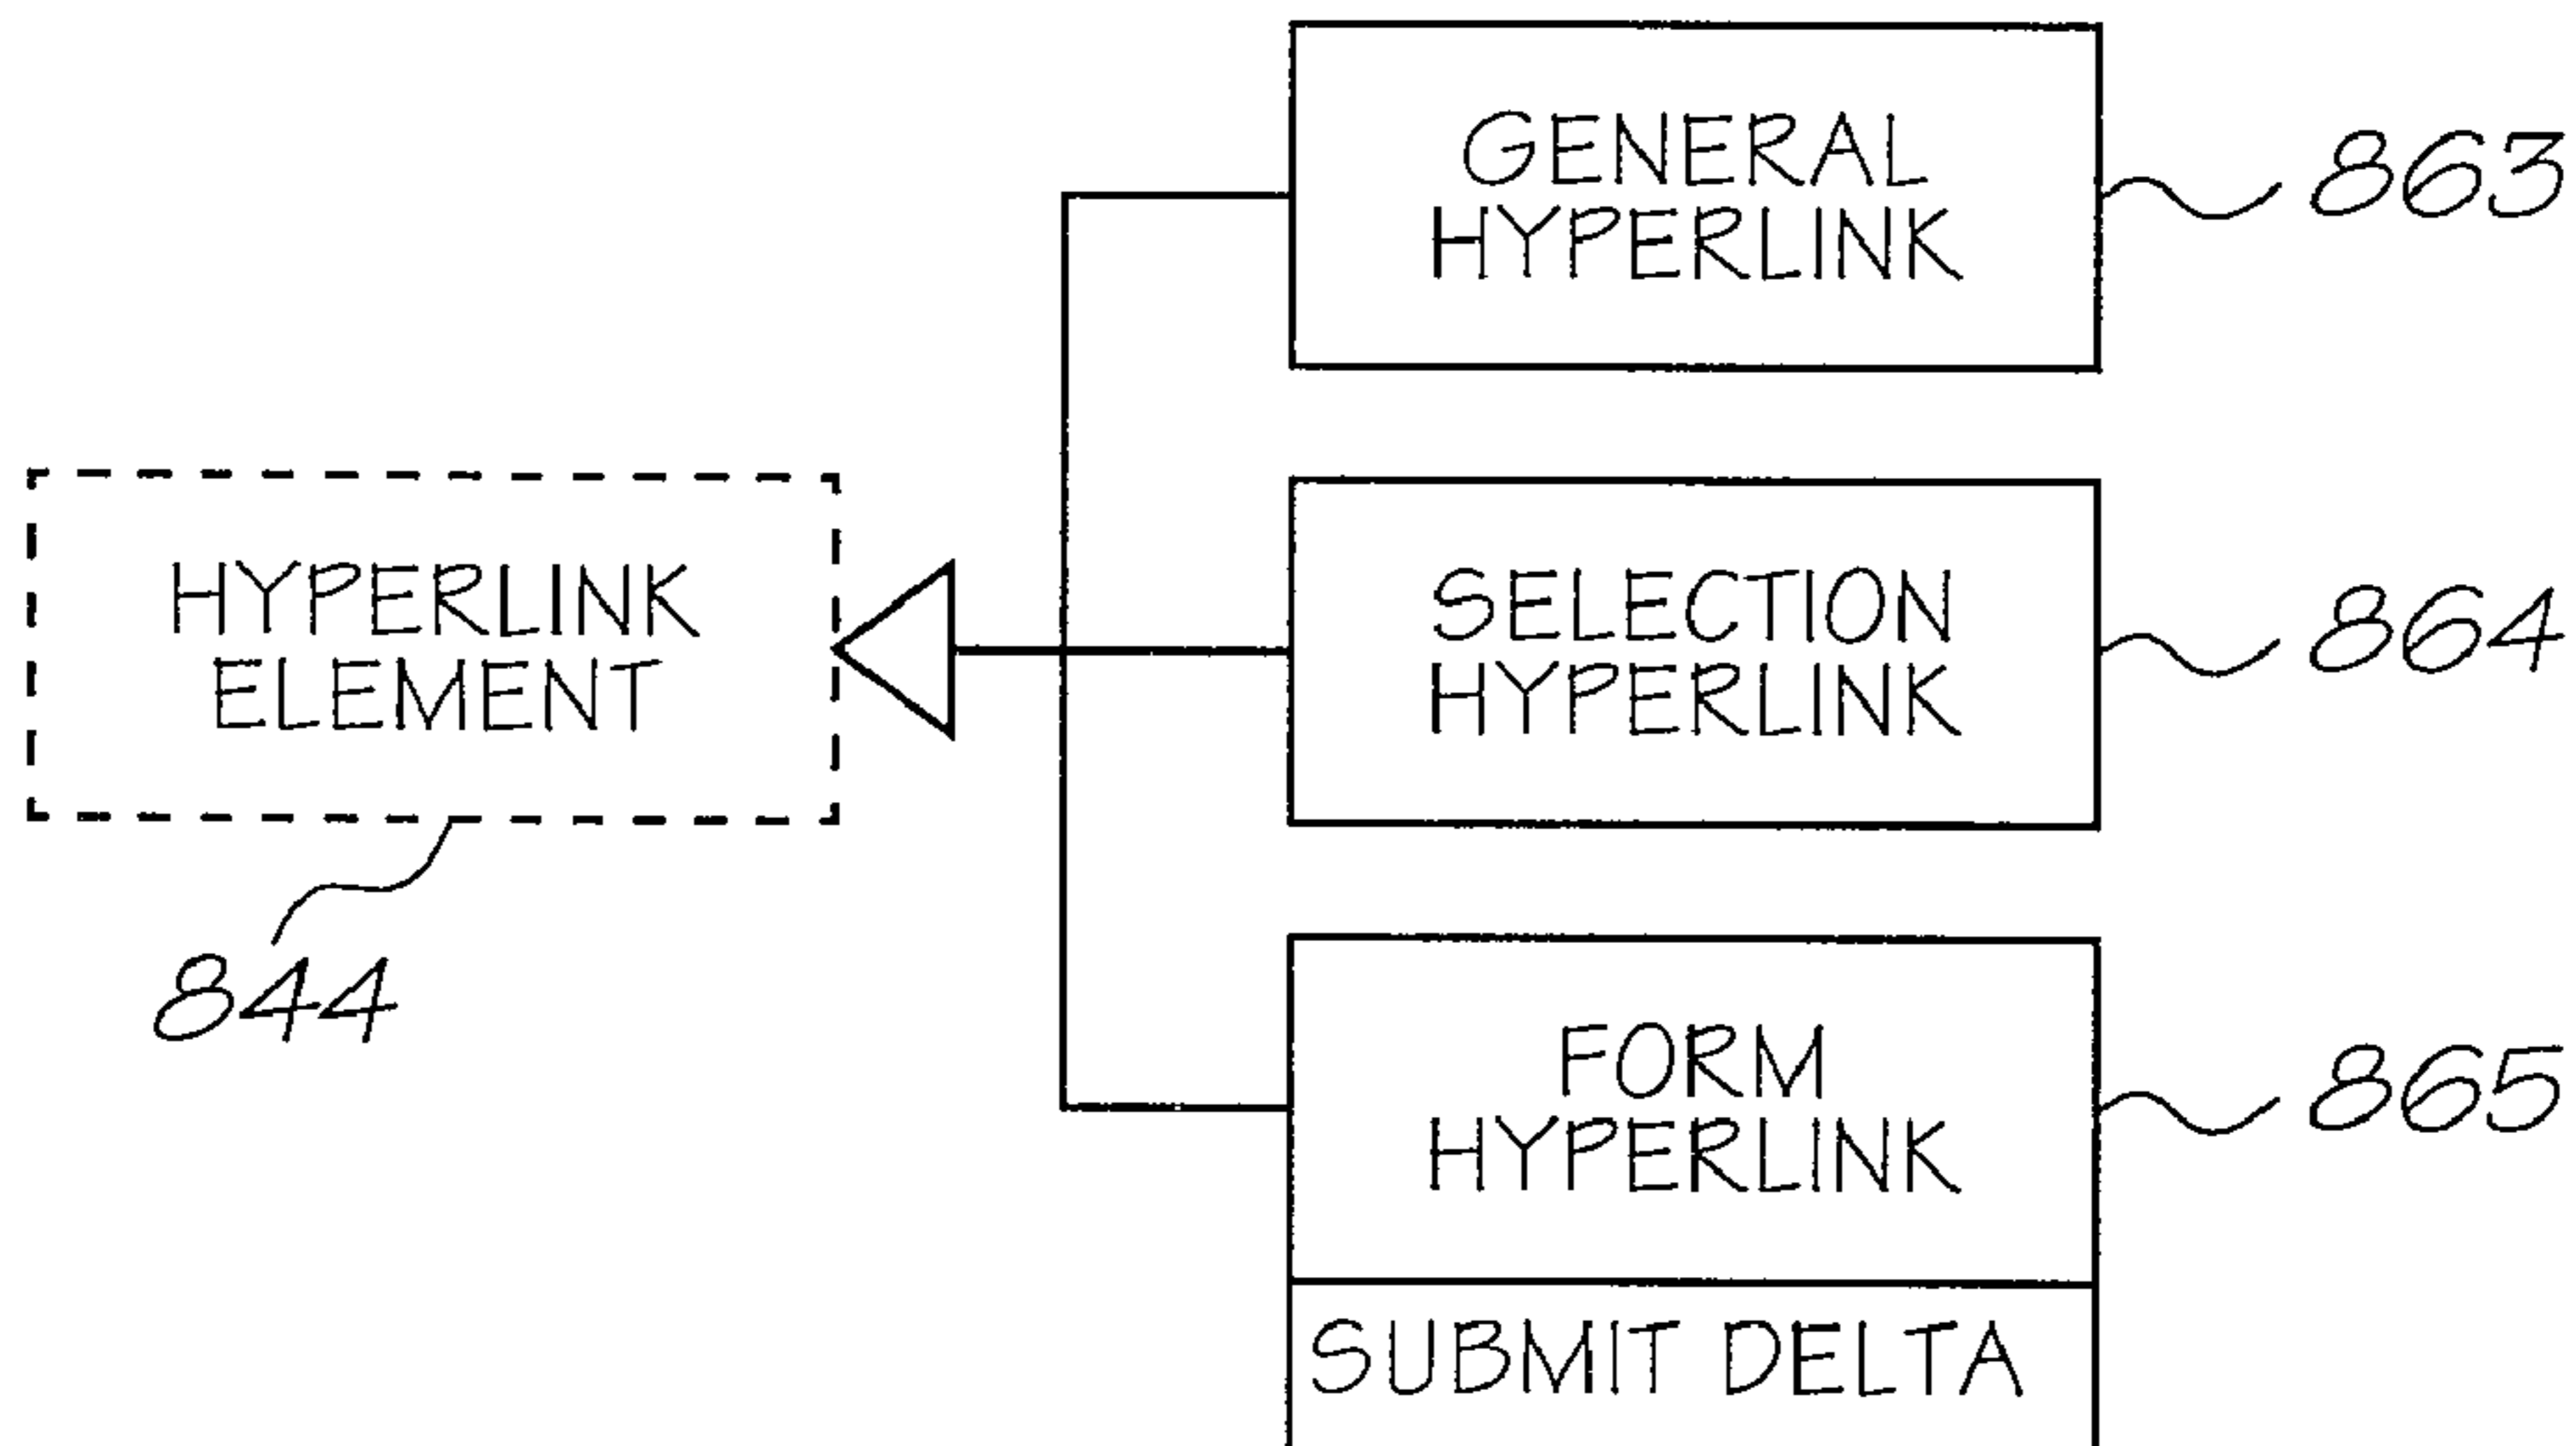 GENERAL
HYPERLINK
863
HYPERLINK
ELEMENT
844
SELECTION
HYPERLINK
864
FORM
HYPERLINK
865
SUBMIT DELTA